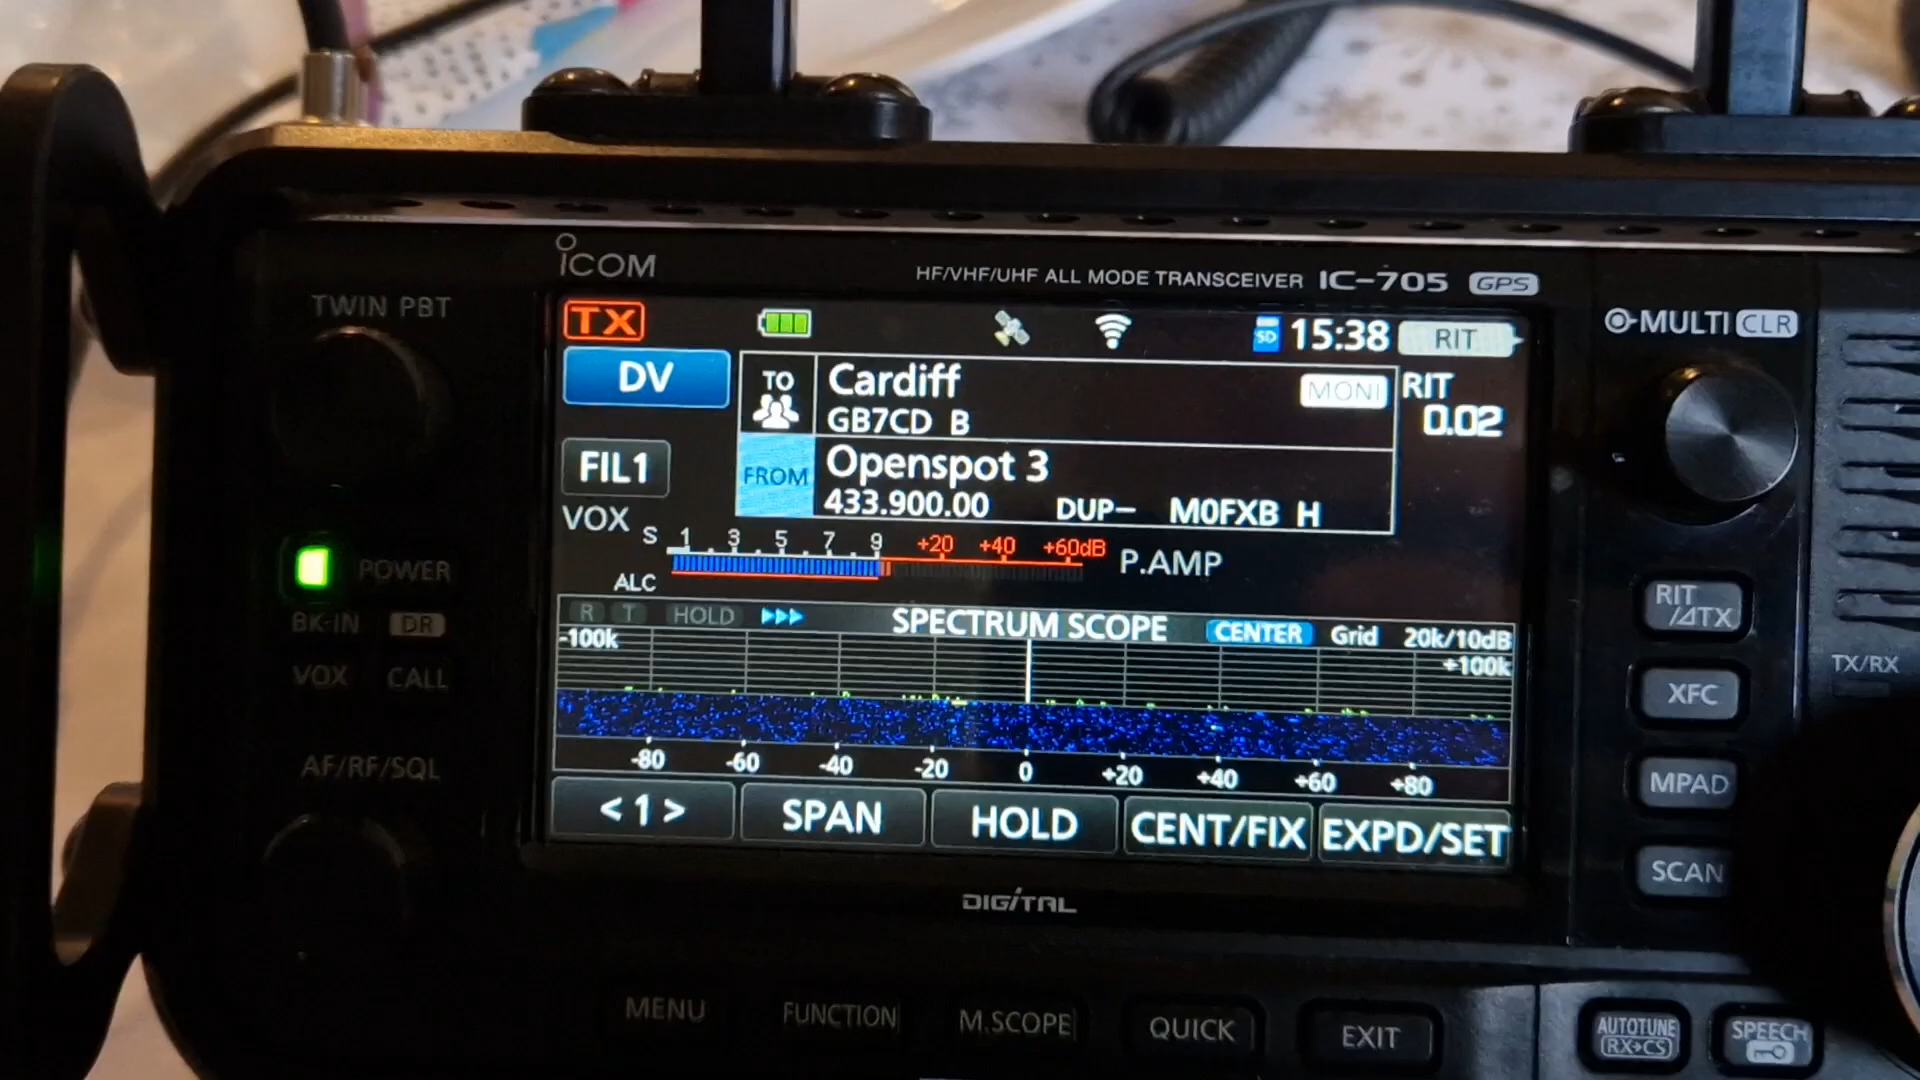 ICOM
HF/VHF/UHF ALL MODE TRANSCEIVER IC-705 GPS
TWIN PBT
MULTI CLR
TX
SD 15:38 RIT
DV
TO Cardiff MONI
GB7CD B
RIT
0.02
FIL1
FROM Openspot 3
433.900.00 DUP- M0FXB H
VOX
S 1 3 5 7 9 +20 +40 +60dB P.AMP
ALC
POWER
BK-IN DR
VOX CALL
AF/RF/SQL
R T HOLD SPECTRUM SCOPE CENTER Grid 20k/10dB
-100k +100k
-80 -60 -40 -20 0 +20 +40 +60 +80
< 1 > SPAN HOLD CENT/FIX EXPD/SET
RIT
/ΔTX
TX/RX
XFC
MPAD
SCAN
DIGITAL
MENU FUNCTION M.SCOPE QUICK EXIT
AUTOTUNE
RX→CS
SPEECH